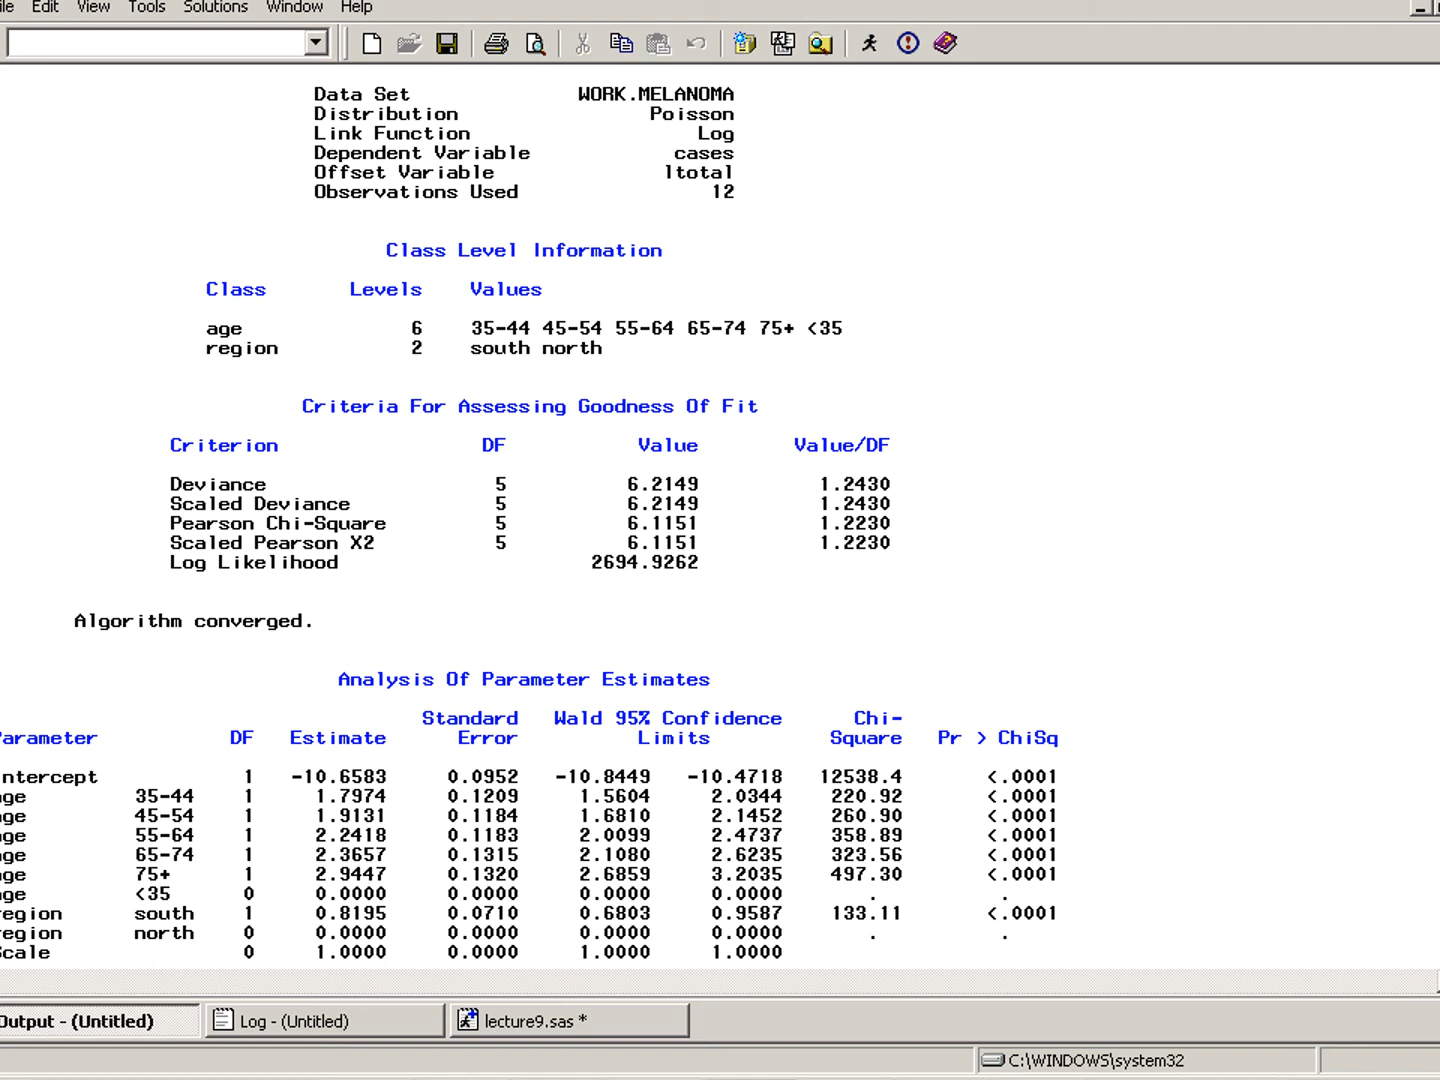 ile Edit View Tools Solutions Window Help
Data Set WORK.MELANOMA
Distribution Poisson
Link Function Log
Dependent Variable cases
Offset Variable ltotal
Observations Used 12
Class Level Information
Class Levels Values
age 6 35-44 45-54 55-64 65-74 75+ <35
region 2 south north
Criteria For Assessing Goodness Of Fit
Criterion DF Value Value/DF
Deviance 5 6.2149 1.2430
Scaled Deviance 5 6.2149 1.2430
Pearson Chi-Square 5 6.1151 1.2230
Scaled Pearson X2 5 6.1151 1.2230
Log Likelihood 2694.9262
Algorithm converged.
Analysis Of Parameter Estimates
Standard Wald 95% Confidence Chi-
arameter DF Estimate Error Limits Square Pr > ChiSq
ntercept 1 -10.6583 0.0952 -10.8449 -10.4718 12538.4 <.0001
age 35-44 1 1.7974 0.1209 1.5604 2.0344 220.92 <.0001
age 45-54 1 1.9131 0.1184 1.6810 2.1452 260.90 <.0001
age 55-64 1 2.2418 0.1183 2.0099 2.4737 358.89 <.0001
age 65-74 1 2.3657 0.1315 2.1080 2.6235 323.56 <.0001
age 75+ 1 2.9447 0.1320 2.6859 3.2035 497.30 <.0001
age <35 0 0.0000 0.0000 0.0000 0.0000 . .
region south 1 0.8195 0.0710 0.6803 0.9587 133.11 <.0001
region north 0 0.0000 0.0000 0.0000 0.0000 . .
Scale 0 1.0000 0.0000 1.0000 1.0000
Output - (Untitled) Log - (Untitled) lecture9.sas *
C:\WINDOWS\system32